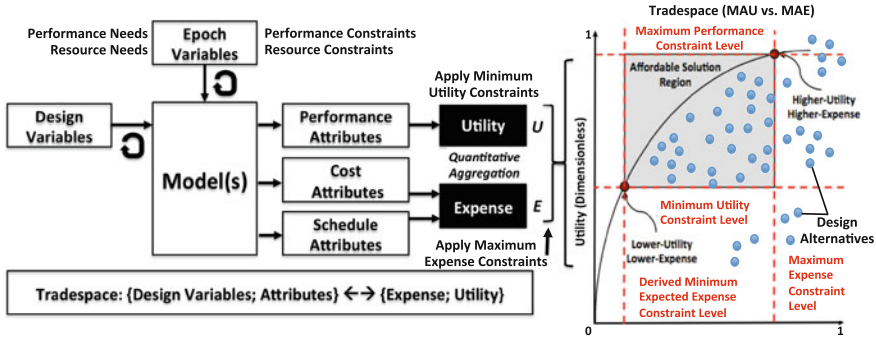 Performance Needs
Resource Needs
Epoch
Variables
Performance Constraints
Resource Constraints
Design
Variables
Model(s)
Performance
Attributes
Cost
Attributes
Schedule
Attributes
Apply Minimum
Utility Constraints
Utility
U
Quantitative
Aggregation
Expense
E
Apply Maximum
Expense Constraints
Tradespace: {Design Variables; Attributes} ←→ {Expense; Utility}
Tradespace (MAU vs. MAE)
1
Maximum Performance
Constraint Level
Affordable Solution
Region
Higher-Utility
Higher-Expense
Utility (Dimensionless)
Minimum Utility
Constraint Level
Design
Alternatives
Lower-Utility
Lower-Expense
Derived Minimum
Expected Expense
Constraint Level
Maximum
Expense
Constraint
Level
0
1